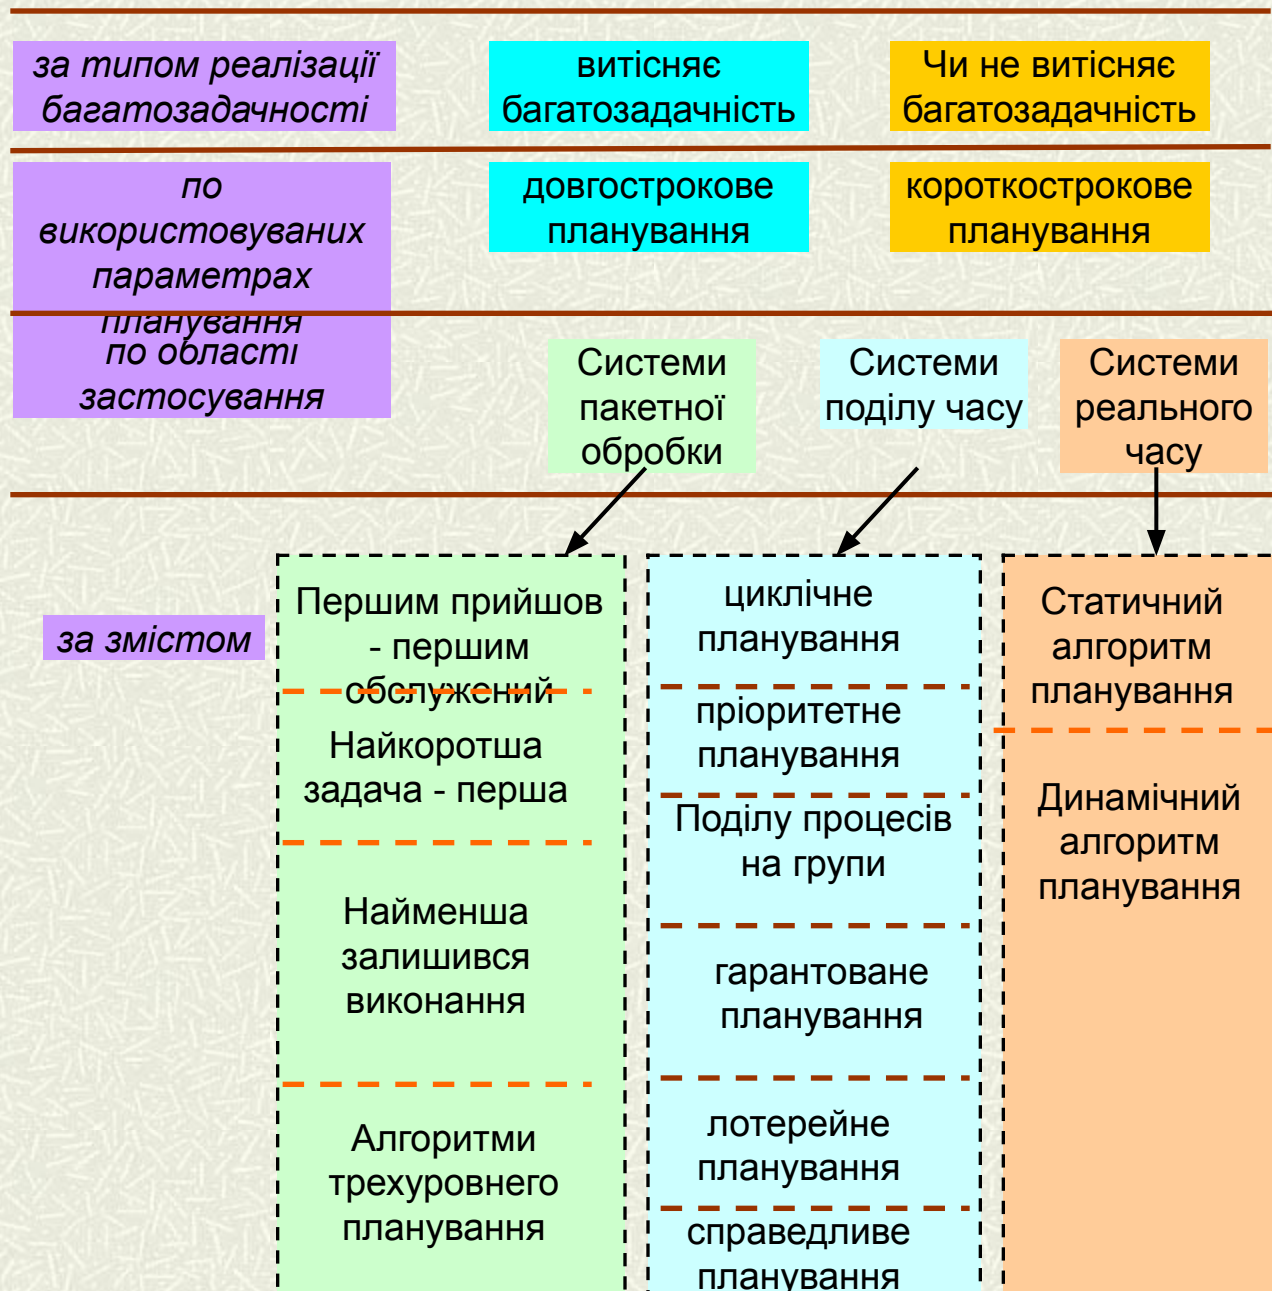 за типом реалізації
багатозадачності
витісняє
багатозадачність
Чи не витісняє
багатозадачність
по
використовуваних
параметрах
планування
довгострокове
планування
короткострокове
планування
по області
застосування
Системи
пакетної
обробки
Системи
поділу часу
Системи
реального
часу
за змістом
Першим прийшов
- першим
обслужений
Найкоротша
задача - перша
Найменша
залишився
виконання
Алгоритми
трехуровнего
планування
циклічне
планування
пріоритетне
планування
Поділу процесів
на групи
гарантоване
планування
лотерейне
планування
справедливе
планування
Статичний
алгоритм
планування
Динамічний
алгоритм
планування